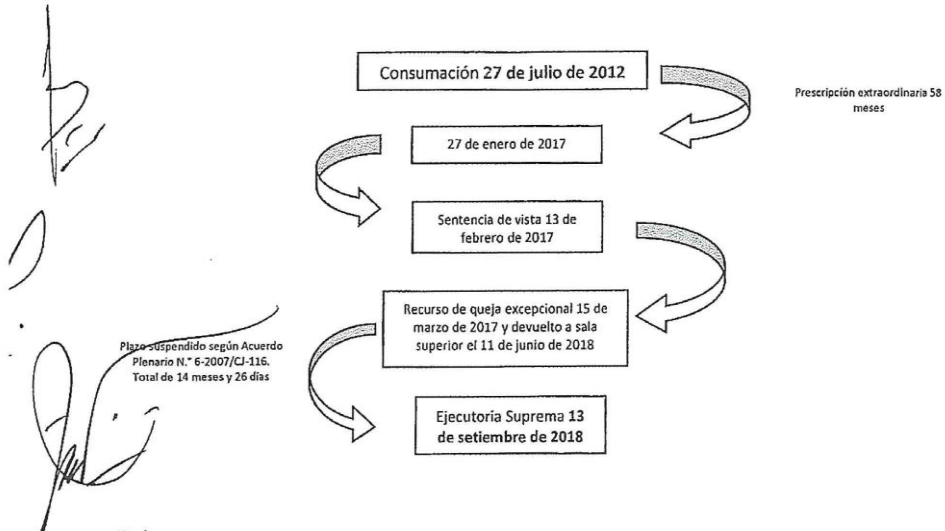 Consumación 27 de julio de 2012
Prescripción extraordinaria 58
meses
27 de enero de 2017
Sentencia de vista 13 de
febrero de 2017
Recurso de queja excepcional 15 de
marzo de 2017 y devuelto a sala
superior el 11 de junio de 2018
Plazo suspendido según Acuerdo
Plenario N.° 6-2007/CJ-116.
Total de 14 meses y 26 días
Ejecutoria Suprema 13
de setiembre de 2018